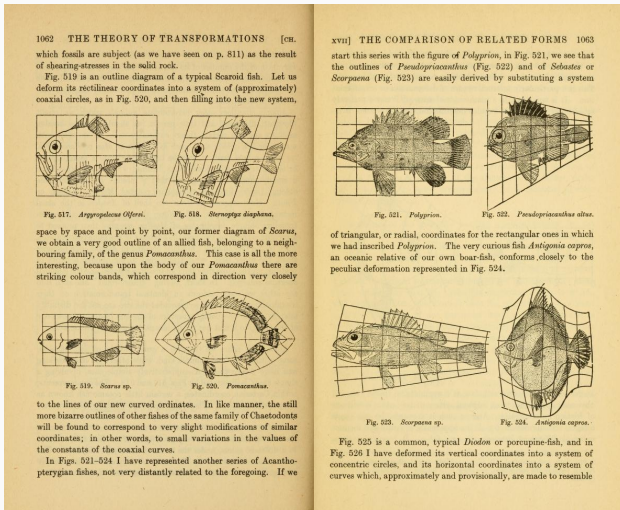 1062 THE THEORY OF TRANSFORMATIONS [CH.
which fossils are subject (as we have seen on p. 811) as the result
of shearing-stresses in the solid rock.
Fig. 519 is an outline diagram of a typical Scaroid fish. Let us
deform its rectilinear coordinates into a system of (approximately)
coaxial circles, as in Fig. 520, and then filling into the new system,
Fig. 517. Argyropelecus Olfersi.
Fig. 518. Sternoptyx diaphana.
space by space and point by point, our former diagram of Scarus,
we obtain a very good outline of an allied fish, belonging to a neigh-
bouring family, of the genus Pomacanthus. This case is all the more
interesting, because upon the body of our Pomacanthus there are
striking colour bands, which correspond in direction very closely
Fig. 519. Scarus sp.
Fig. 520. Pomacanthus.
to the lines of our new curved ordinates. In like manner, the still
more bizarre outlines of other fishes of the same family of Chaetodonts
will be found to correspond to very slight modifications of similar
coordinates; in other words, to small variations in the values of
the constants of the coaxial curves.
In Figs. 521–524 I have represented another series of Acantho-
pterygian fishes, not very distantly related to the foregoing. If we
XVII] THE COMPARISON OF RELATED FORMS 1063
start this series with the figure of Polyprion, in Fig. 521, we see that
the outlines of Pseudopriacanthus (Fig. 522) and of Sebastes or
Scorpaena (Fig. 523) are easily derived by substituting a system
Fig. 521. Polyprion.
Fig. 522. Pseudopriacanthus altus.
of triangular, or radial, coordinates for the rectangular ones in which
we had inscribed Polyprion. The very curious fish Antigonia capros,
an oceanic relative of our own boar-fish, conforms closely to the
peculiar deformation represented in Fig. 524.
Fig. 523. Scorpaena sp.
Fig. 524. Antigonia capros.
Fig. 525 is a common, typical Diodon or porcupine-fish, and in
Fig. 526 I have deformed its vertical coordinates into a system of
concentric circles, and its horizontal coordinates into a system of
curves which, approximately and provisionally, are made to resemble